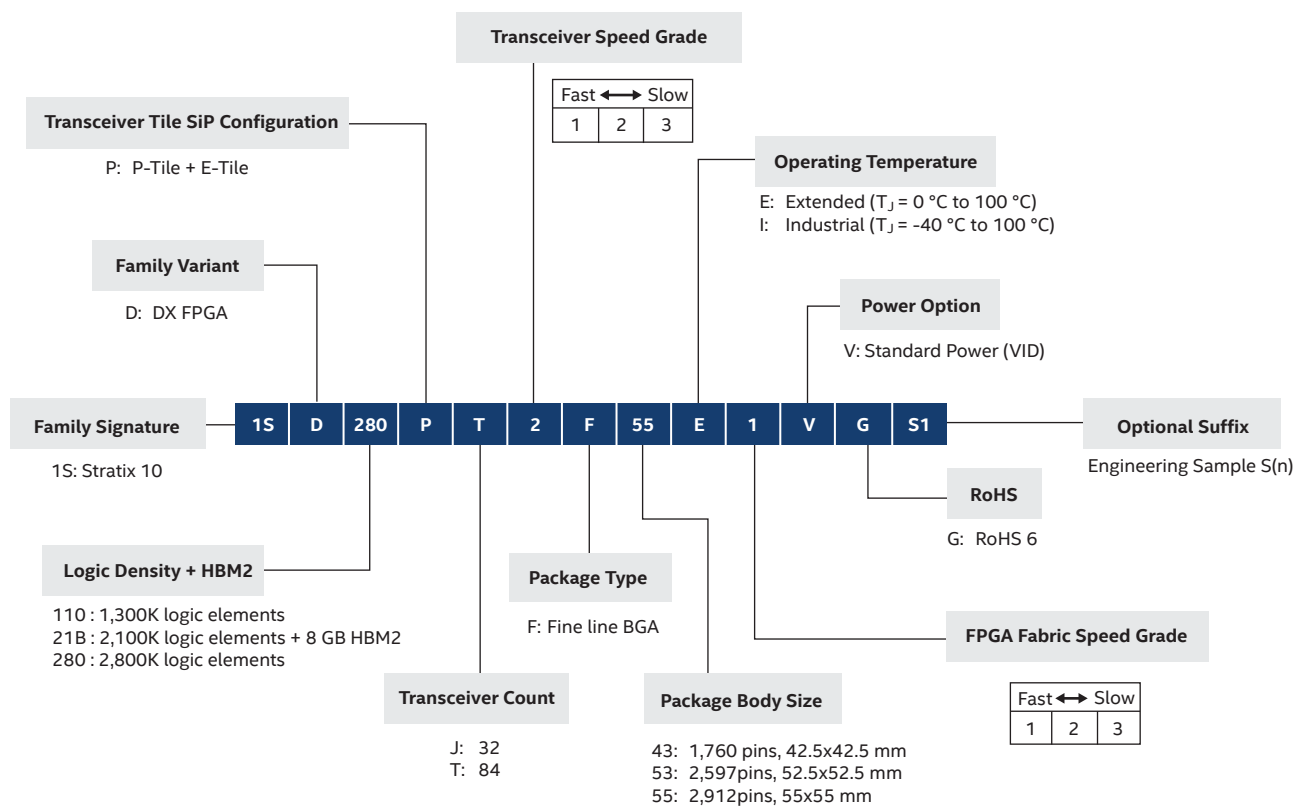 Transceiver Speed Grade
Fast ↔ Slow
1 2 3
Transceiver Tile SiP Configuration
P: P-Tile + E-Tile
Operating Temperature
E: Extended (TJ = 0 °C to 100 °C)
I: Industrial (TJ = -40 °C to 100 °C)
Family Variant
D: DX FPGA
Power Option
V: Standard Power (VID)
Family Signature
1S: Stratix 10
1S D 280 P T 2 F 55 E 1 V G S1
Optional Suffix
Engineering Sample S(n)
RoHS
G: RoHS 6
Logic Density + HBM2
110 : 1,300K logic elements
21B : 2,100K logic elements + 8 GB HBM2
280 : 2,800K logic elements
Package Type
F: Fine line BGA
FPGA Fabric Speed Grade
Fast ↔ Slow
1 2 3
Transceiver Count
J: 32
T: 84
Package Body Size
43: 1,760 pins, 42.5x42.5 mm
53: 2,597pins, 52.5x52.5 mm
55: 2,912pins, 55x55 mm